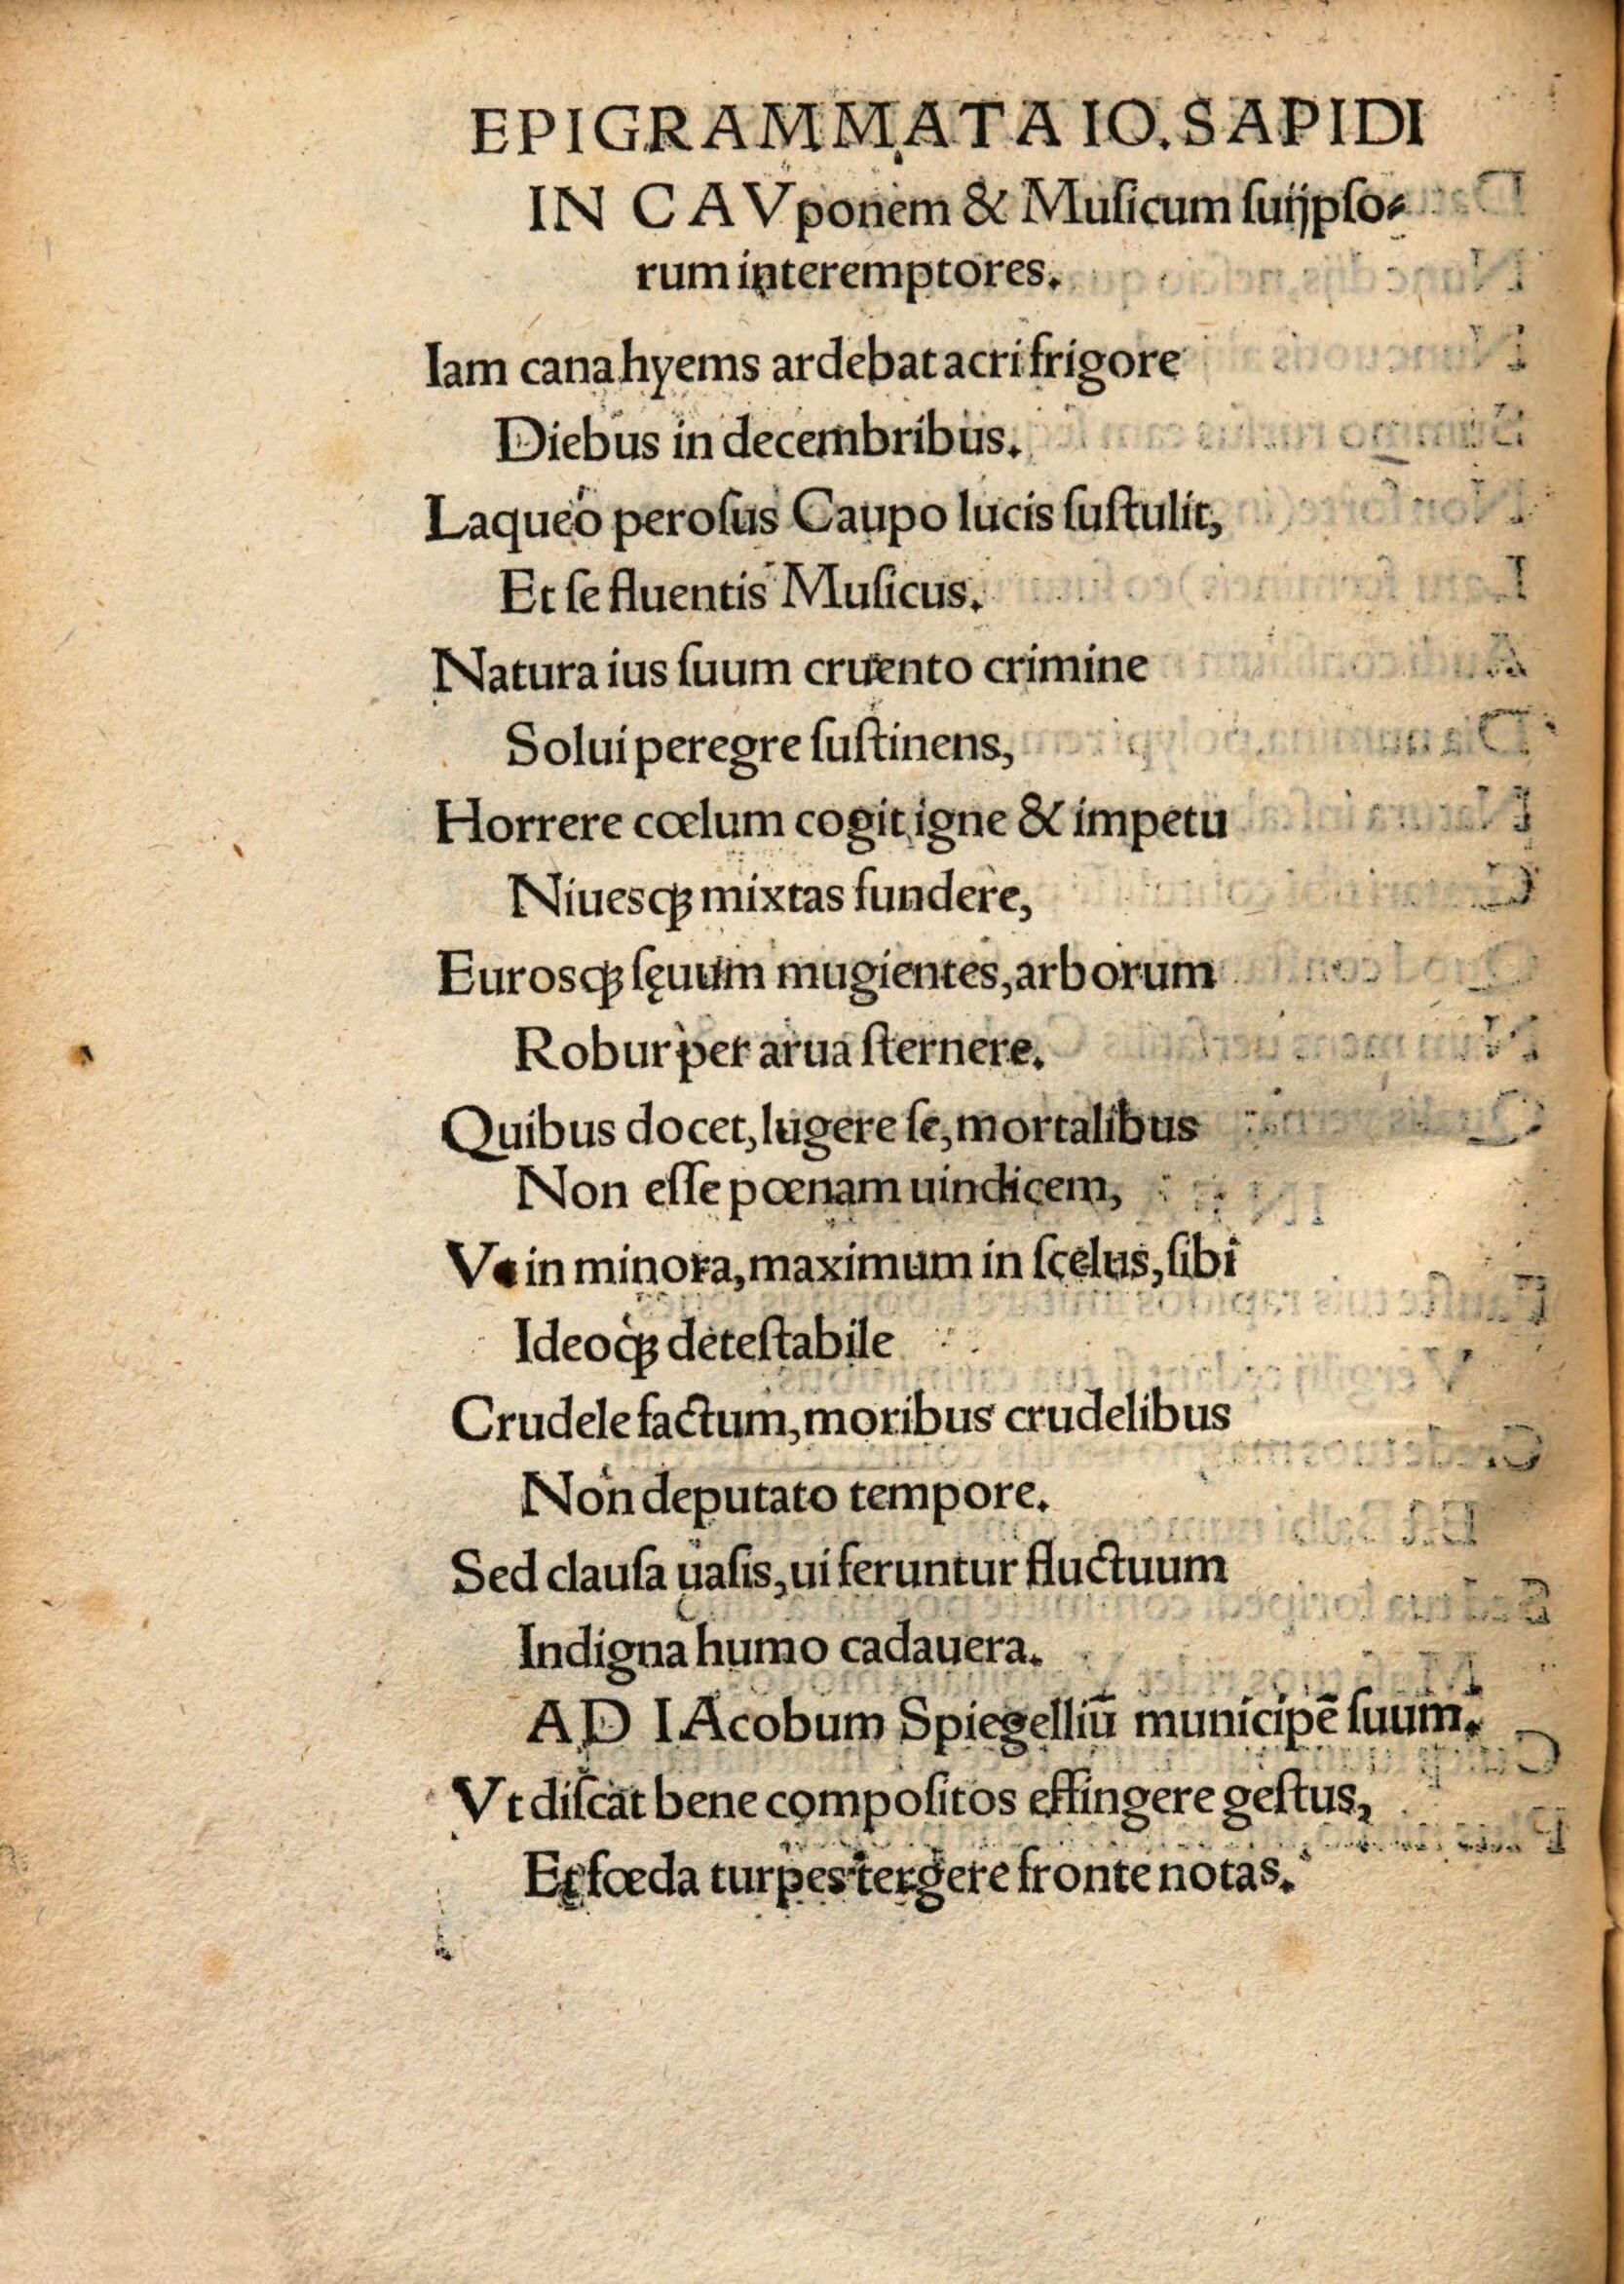 EPIGRAMMATA IO. SAPIDI
IN CAVponem & Muſicum ſuijpſo-
rum interemptores.
Iam cana hyems ardebat acri frigore
Diebus in decembribus.
Laqueo peroſus Caupo lucis ſuſtulit,
Et ſe fluentis Muſicus.
Natura ius ſuum cruento crimine
Solui peregre ſuſtinens,
Horrere cœlum cogit igne & impetu
Niuesqꝫ mixtas fundere,
Eurosqꝫ ſęuum mugientes, arborum
Robur per arua ſternere.
Quibus docet, lugere ſe, mortalibus
Non eſſe pœnam uindicem,
Vt in minora, maximum in ſcelus, ſibi
Ideoqꝫ deteſtabile
Crudele factum, moribus crudelibus
Non deputato tempore.
Sed clauſa uaſis, ui feruntur fluctuum
Indigna humo cadauera.
AD IAcobum Spiegelliū municipē ſuum.
Vt diſcat bene compoſitos effingere geſtus,
Et fœda turpes tergere fronte notas.